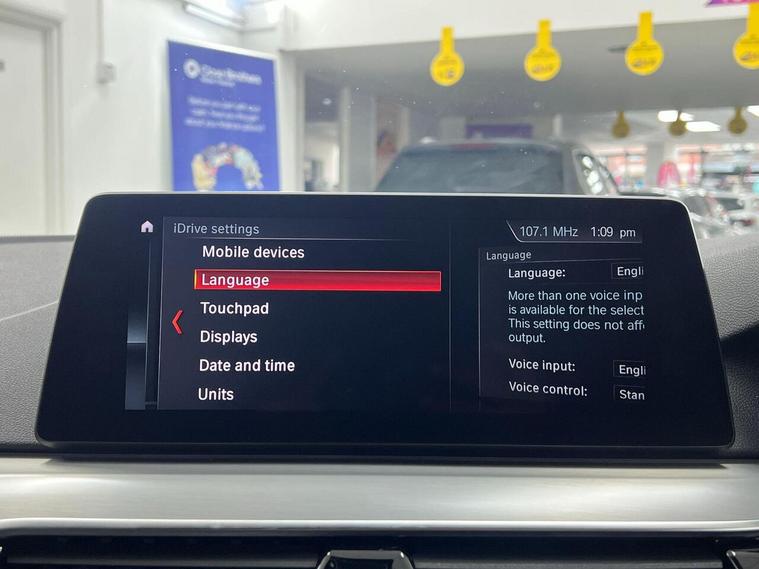 iDrive settings
107.1 MHz 1:09 pm
Mobile devices
Language
Touchpad
Displays
Date and time
Units
Language
Language: Engli
More than one voice inp
is available for the select
This setting does not aff
output.
Voice input: Engli
Voice control: Stan